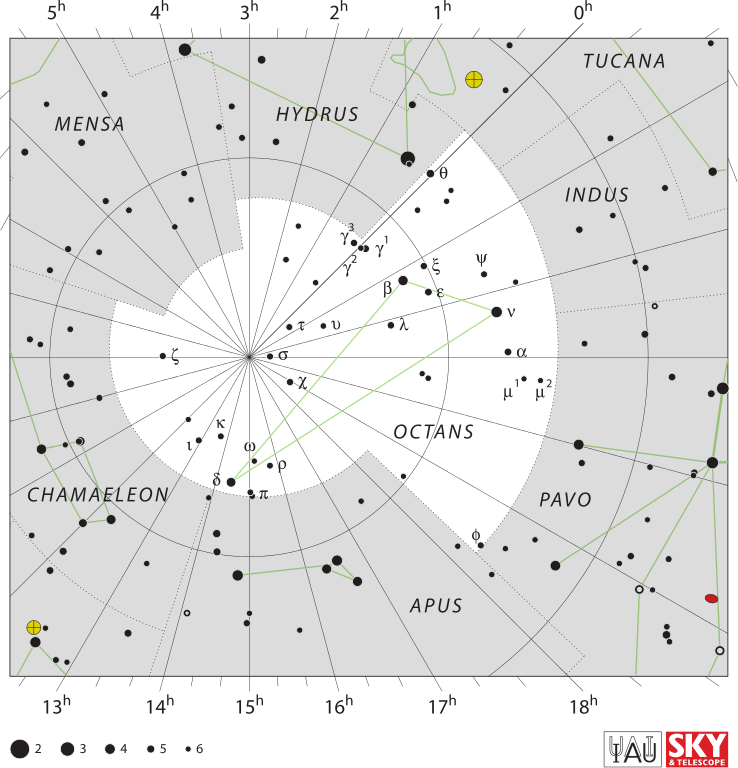 5h 4h 3h 2h 1h 0h
TUCANA
HYDRUS
MENSA
θ
INDUS
γ3 γ1
γ2
ξ ψ
β ε
ν
τ υ λ
ζ σ α
χ μ1 μ2
κ
ι ω OCTANS
ρ
δ π
CHAMAELEON PAVO
ϕ
APUS
13h 14h 15h 16h 17h 18h
2 3 4 5 6
IAU UAI SKY
& TELESCOPE